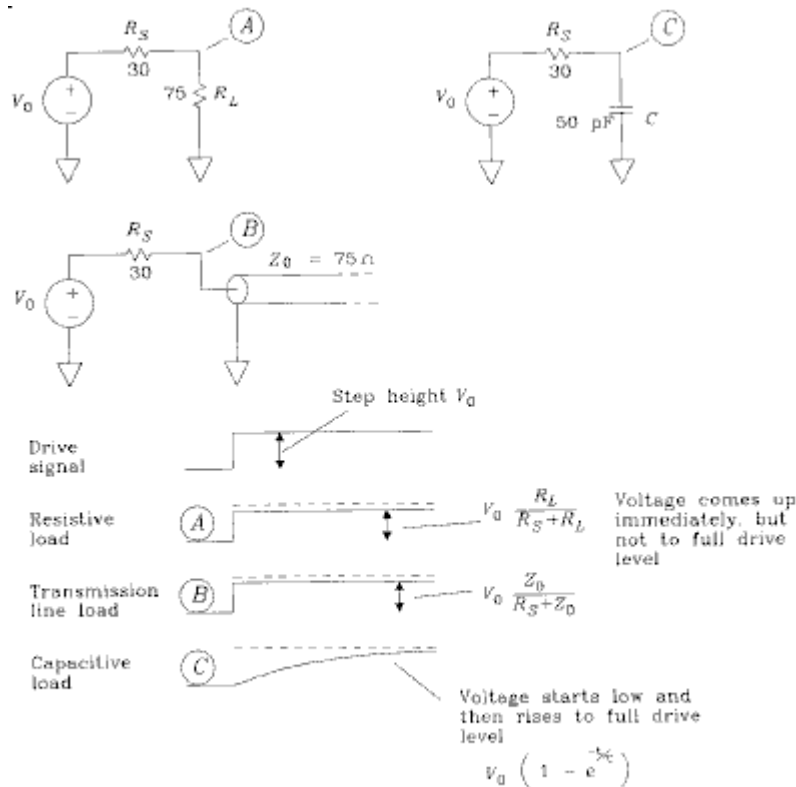 R_S
A
30
V_0
+
−
75
R_L
R_S
C
30
V_0
+
−
50 pF
C
R_S
B
30
Z_0 = 75 Ω
V_0
+
−
Step height V_0
Drive
signal
Resistive
load
A
V_0 R_L / R_S+R_L
Voltage comes up
immediately, but
not to full drive
level
Transmission
line load
B
V_0 Z_0 / R_S+Z_0
Capacitive
load
C
Voltage starts low and
then rises to full drive
level
V_0 ( 1 − e )